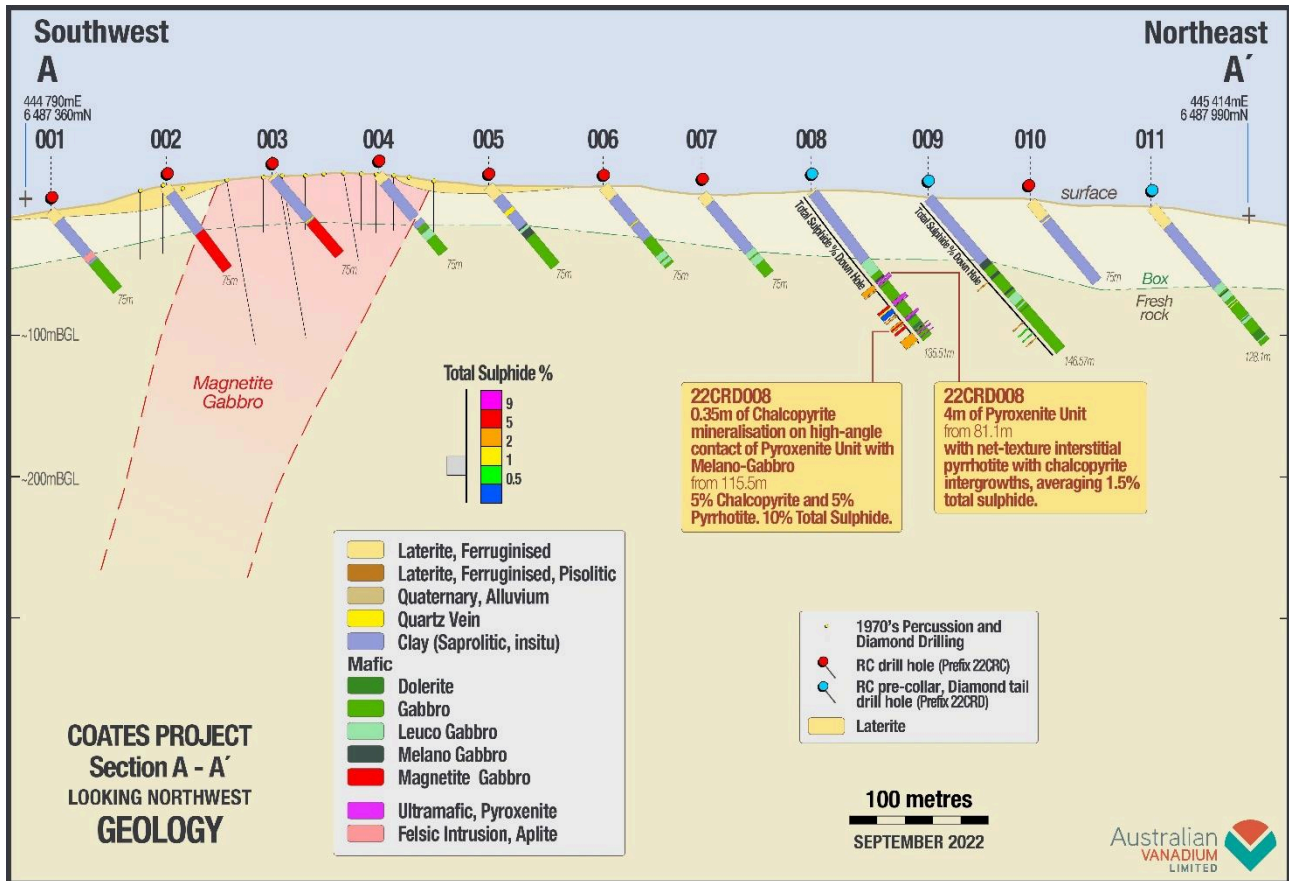 Southwest
A
444 790mE
6 487 360mN
Northeast
A´
445 414mE
6 487 990mN
001
002
003
004
005
006
007
008
009
010
011
surface
Total Sulphide % Down Hole
Total Sulphide % Down Hole
75m
75m
75m
75m
75m
75m
75m
135.51m
146.57m
75m
128.1m
Box
Fresh
rock
~100mBGL
~200mBGL
Magnetite
Gabbro
Total Sulphide %
9
5
2
1
0.5
22CRD008
0.35m of Chalcopyrite
mineralisation on high-angle
contact of Pyroxenite Unit with
Melano-Gabbro
from 115.5m
5% Chalcopyrite and 5%
Pyrrhotite. 10% Total Sulphide.
22CRD008
4m of Pyroxenite Unit
from 81.1m
with net-texture interstitial
pyrrhotite with chalcopyrite
intergrowths, averaging 1.5%
total sulphide.
Laterite, Ferruginised
Laterite, Ferruginised, Pisolitic
Quaternary, Alluvium
Quartz Vein
Clay (Saprolitic, insitu)
Mafic
Dolerite
Gabbro
Leuco Gabbro
Melano Gabbro
Magnetite Gabbro
Ultramafic, Pyroxenite
Felsic Intrusion, Aplite
1970's Percussion and
Diamond Drilling
RC drill hole (Prefix 22CRC)
RC pre-collar, Diamond tail
drill hole (Prefix 22CRD)
Laterite
COATES PROJECT
Section A - A´
LOOKING NORTHWEST
GEOLOGY
100 metres
SEPTEMBER 2022
Australian
VANADIUM
LIMITED